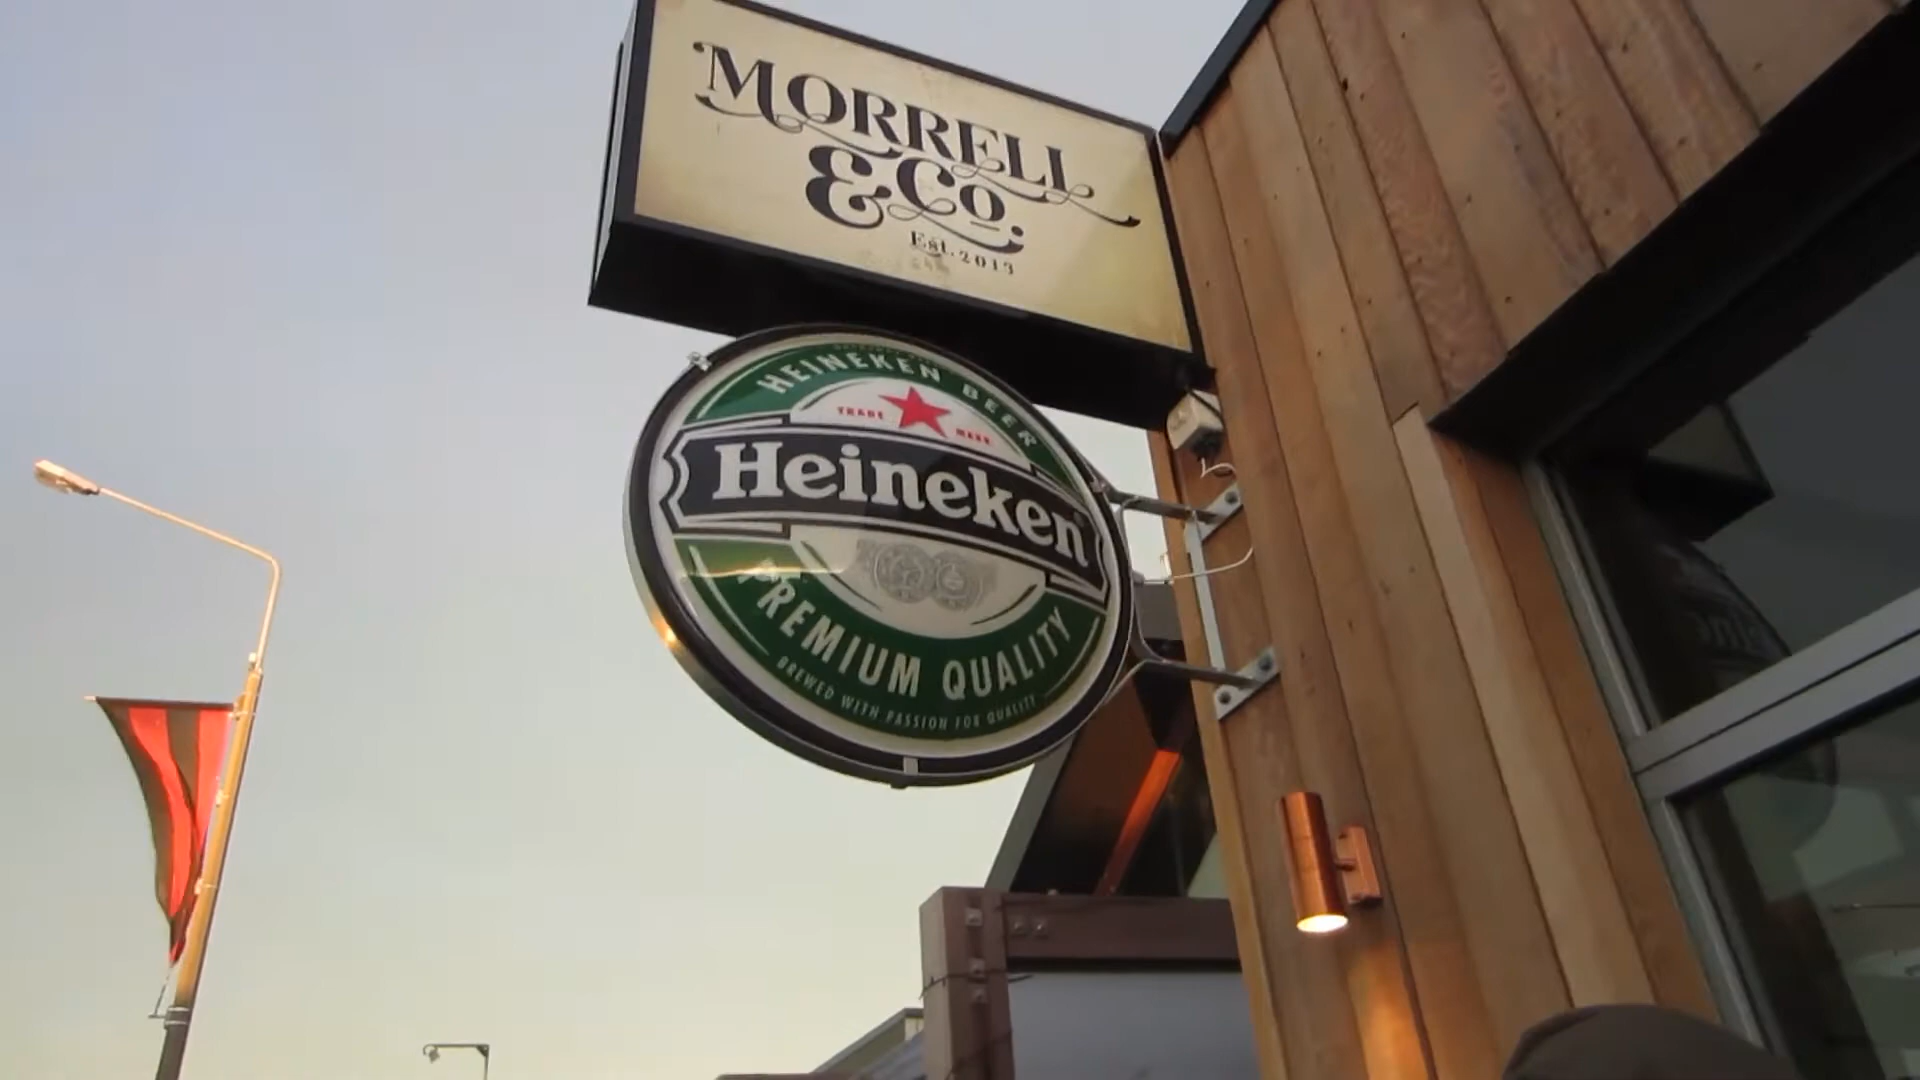 MORRELL
& Co.
Est. 2013
HEINEKEN BEER
TRADE MARK
Heineken
PREMIUM QUALITY
BREWED WITH PASSION FOR QUALITY